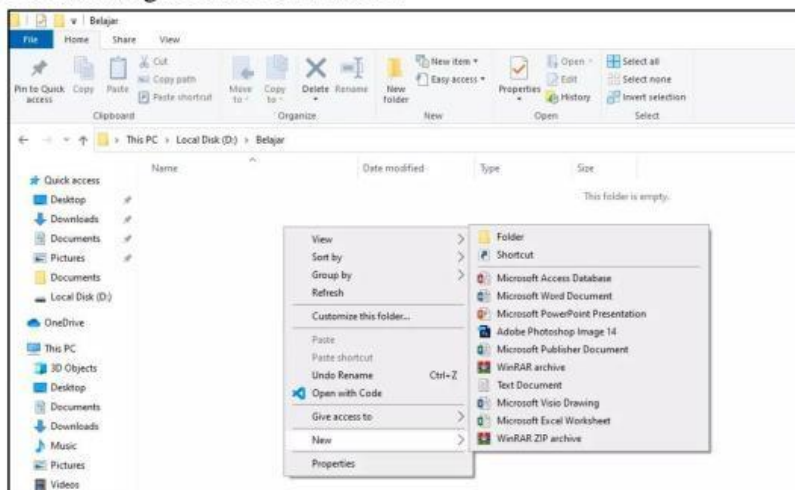 Belajar
File Home Share View
Pin to Quick access
Copy
Paste
Cut
Copy path
Paste shortcut
Clipboard
Move to
Copy to
Delete
Rename
Organize
New folder
New item
Easy access
New
Properties
Open
Edit
History
Open
Select all
Select none
Invert selection
Select
This PC > Local Disk (D:) > Belajar
Name Date modified Type Size
This folder is empty.
Quick access
Desktop
Downloads
Documents
Pictures
Documents
Local Disk (D:)
OneDrive
This PC
3D Objects
Desktop
Documents
Downloads
Music
Pictures
Videos
View
Sort by
Group by
Refresh
Customize this folder...
Paste
Paste shortcut
Undo Rename Ctrl+Z
Open with Code
Give access to
New
Properties
Folder
Shortcut
Microsoft Access Database
Microsoft Word Document
Microsoft PowerPoint Presentation
Adobe Photoshop Image 14
Microsoft Publisher Document
WinRAR archive
Text Document
Microsoft Visio Drawing
Microsoft Excel Worksheet
WinRAR ZIP archive